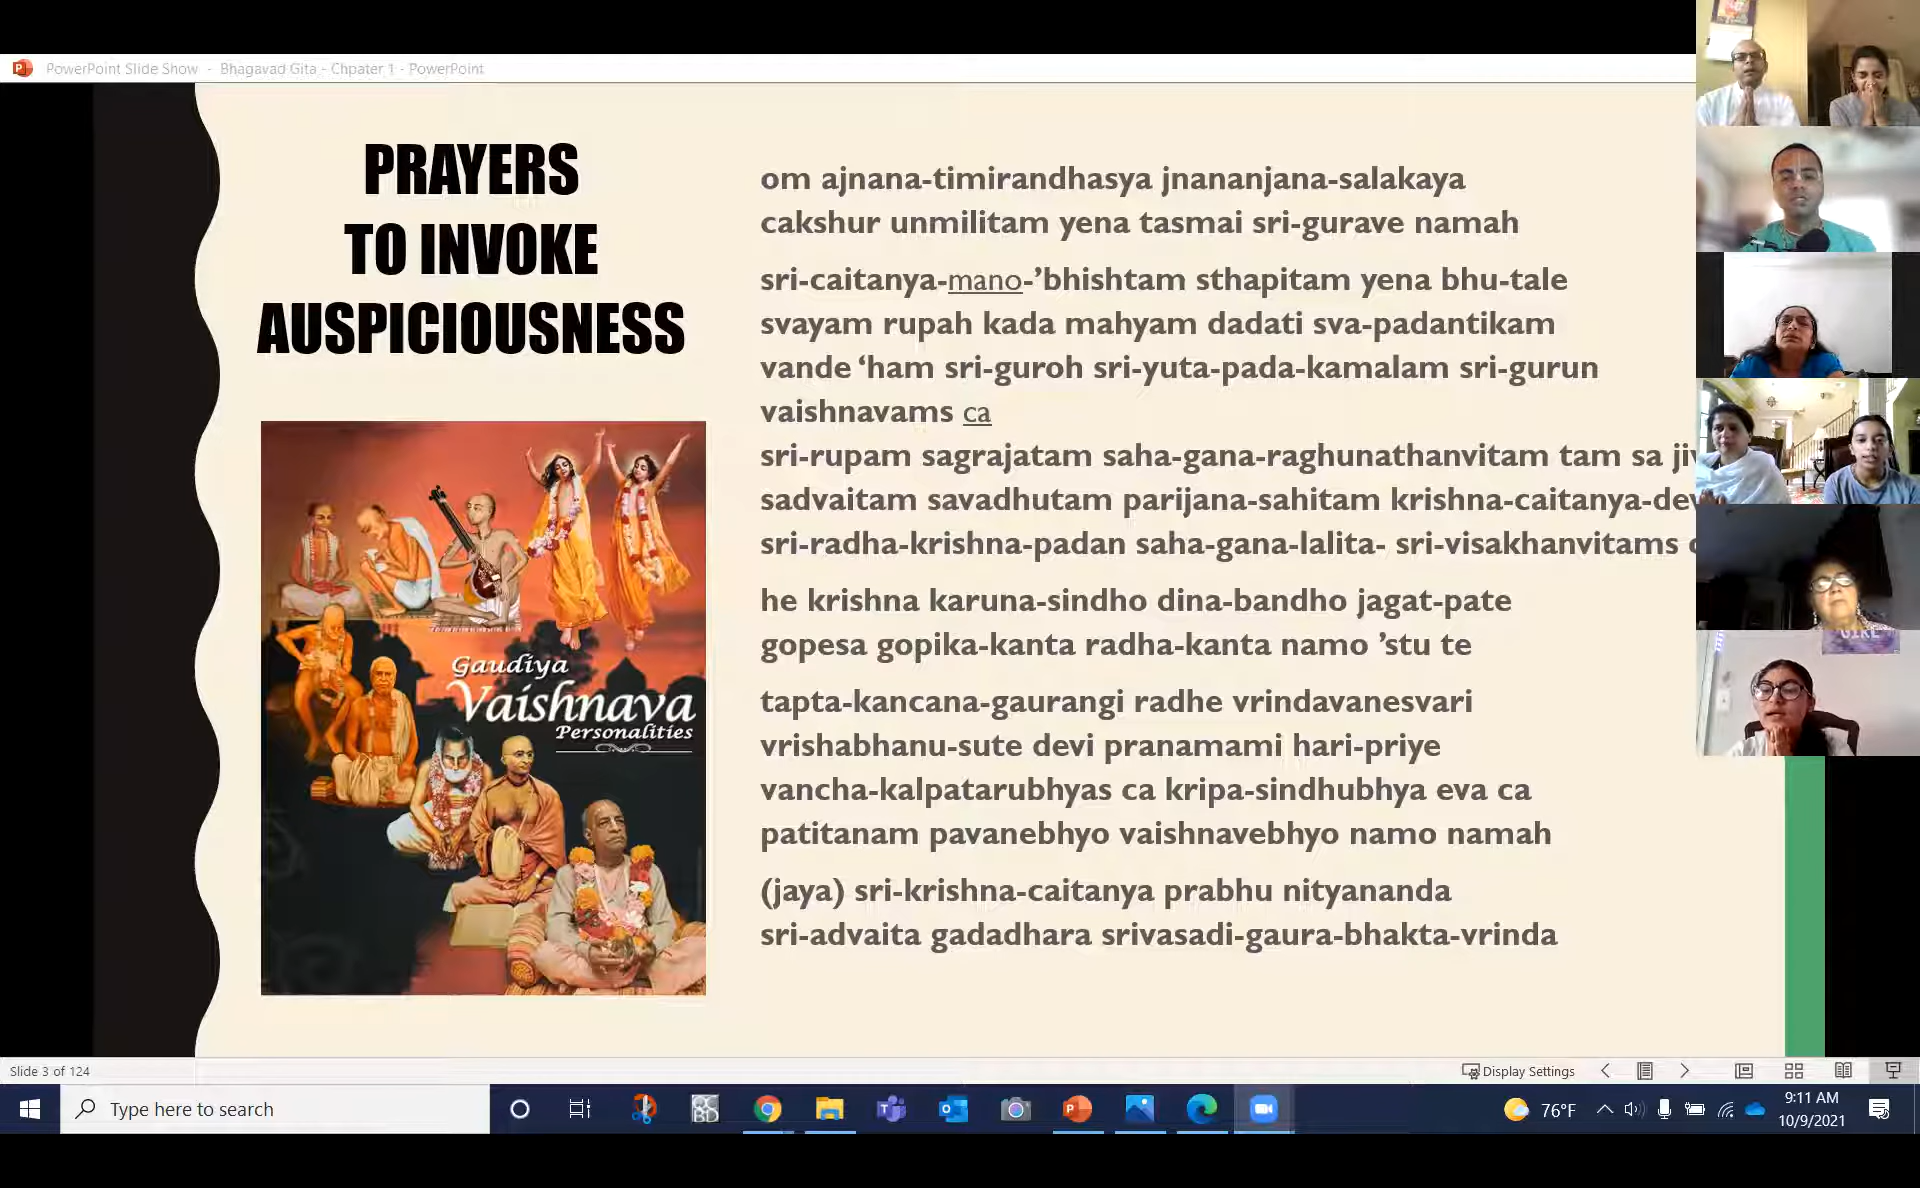 PowerPoint Slide Show - Bhagavad Gita - Chpater 1 - PowerPoint
PRAYERS
TO INVOKE
AUSPICIOUSNESS
Gaudiya
Vaishnava
Personalities
om ajnana-timirandhasya jnananjana-salakaya
cakshur unmilitam yena tasmai sri-gurave namah
sri-caitanya-mano-’bhishtam sthapitam yena bhu-tale
svayam rupah kada mahyam dadati sva-padantikam
vande ‘ham sri-guroh sri-yuta-pada-kamalam sri-gurun
vaishnavams ca
sri-rupam sagrajatam saha-gana-raghunathanvitam tam sa
sadvaitam savadhutam parijana-sahitam krishna-caitanya-
sri-radha-krishna-padan saha-gana-lalita- sri-visakhanvitams
he krishna karuna-sindho dina-bandho jagat-pate
gopesa gopika-kanta radha-kanta namo ’stu te
tapta-kancana-gaurangi radhe vrindavanesvari
vrishabhanu-sute devi pranamami hari-priye
vancha-kalpatarubhyas ca kripa-sindhubhya eva ca
patitanam pavanebhyo vaishnavebhyo namo namah
(jaya) sri-krishna-caitanya prabhu nityananda
sri-advaita gadadhara srivasadi-gaura-bhakta-vrinda
Slide 3 of 124
Display Settings
Type here to search
76°F
9:11 AM
10/9/2021